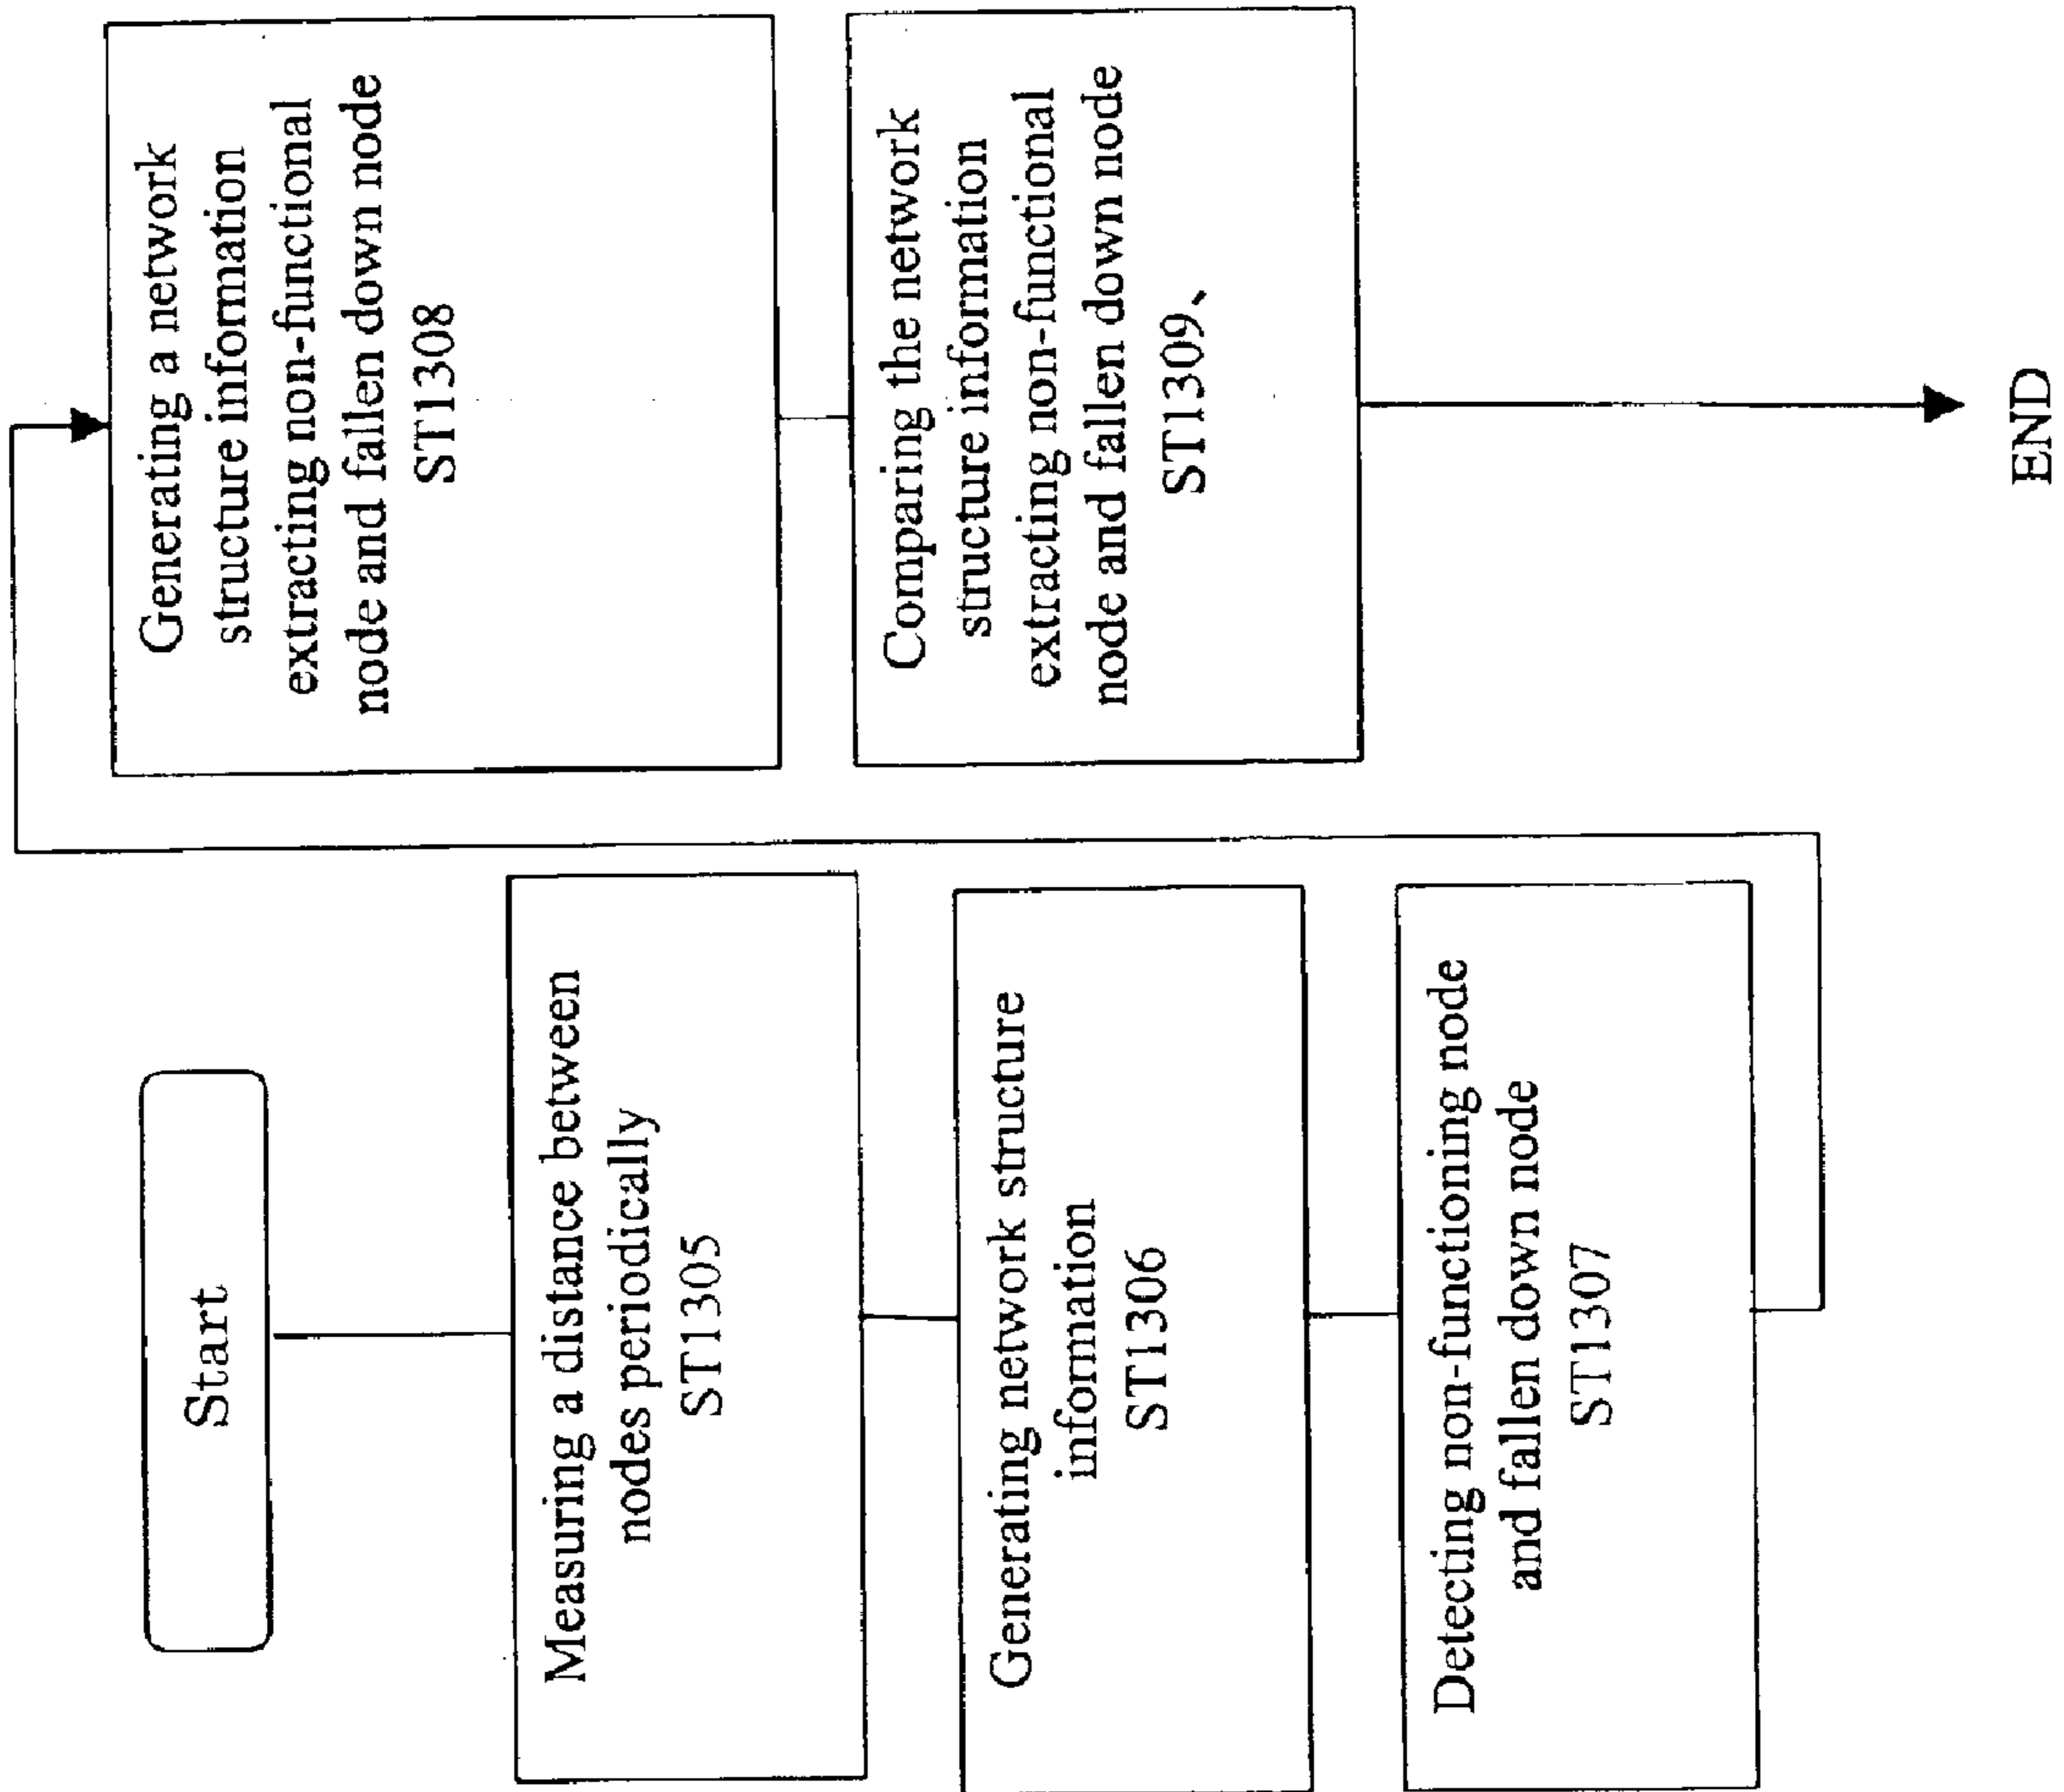 Start
Measuring a distance between
nodes periodically
ST1305
Generating network structure
information
ST1306
Detecting non-functioning node
and fallen down node
ST1307
Generating a network
structure information
extracting non-functional
node and fallen down node
ST1308
Comparing the network
structure information
extracting non-functional
node and fallen down node
ST1309
END